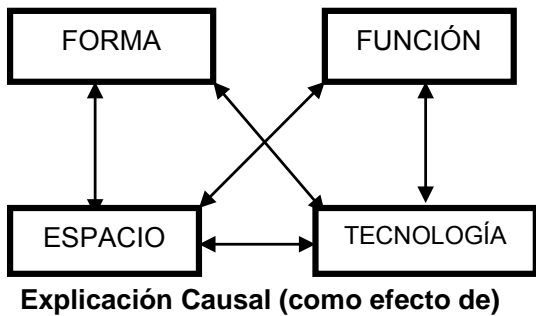 FORMA FUNCIÓN
ESPACIO TECNOLOGÍA
Explicación Causal (como efecto de)